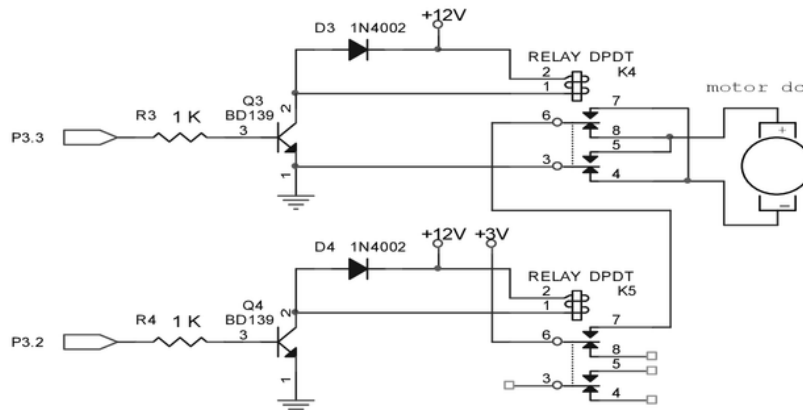 D3 1N4002
+12V
RELAY DPDT
K4
2
1
motor dc
Q3
BD139
2
R3 1 K
3
P3.3
1
6
7
8
5
3
4
+
−
D4 1N4002
+12V
+3V
RELAY DPDT
K5
2
1
Q4
BD139
2
R4 1 K
3
P3.2
1
6
7
8
5
3
4